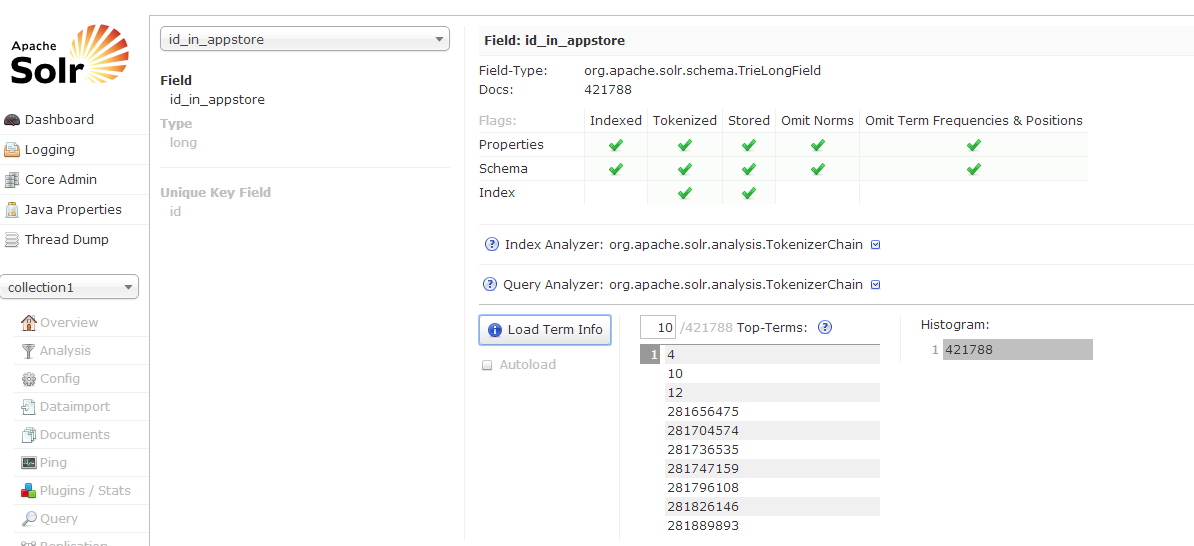 Apache
Solr
Dashboard
Logging
Core Admin
Java Properties
Thread Dump
collection1
Overview
Analysis
Config
Dataimport
Documents
Ping
Plugins / Stats
Query
Replication
id_in_appstore
Field
id_in_appstore
Type
long
Unique Key Field
id
Field: id_in_appstore
Field-Type: org.apache.solr.schema.TrieLongField
Docs: 421788
Flags: Indexed Tokenized Stored Omit Norms Omit Term Frequencies & Positions
Properties
Schema
Index
Index Analyzer: org.apache.solr.analysis.TokenizerChain
Query Analyzer: org.apache.solr.analysis.TokenizerChain
Load Term Info
Autoload
10 /421788 Top-Terms:
1 4
10
12
281656475
281704574
281736535
281747159
281796108
281826146
281889893
Histogram:
1 421788